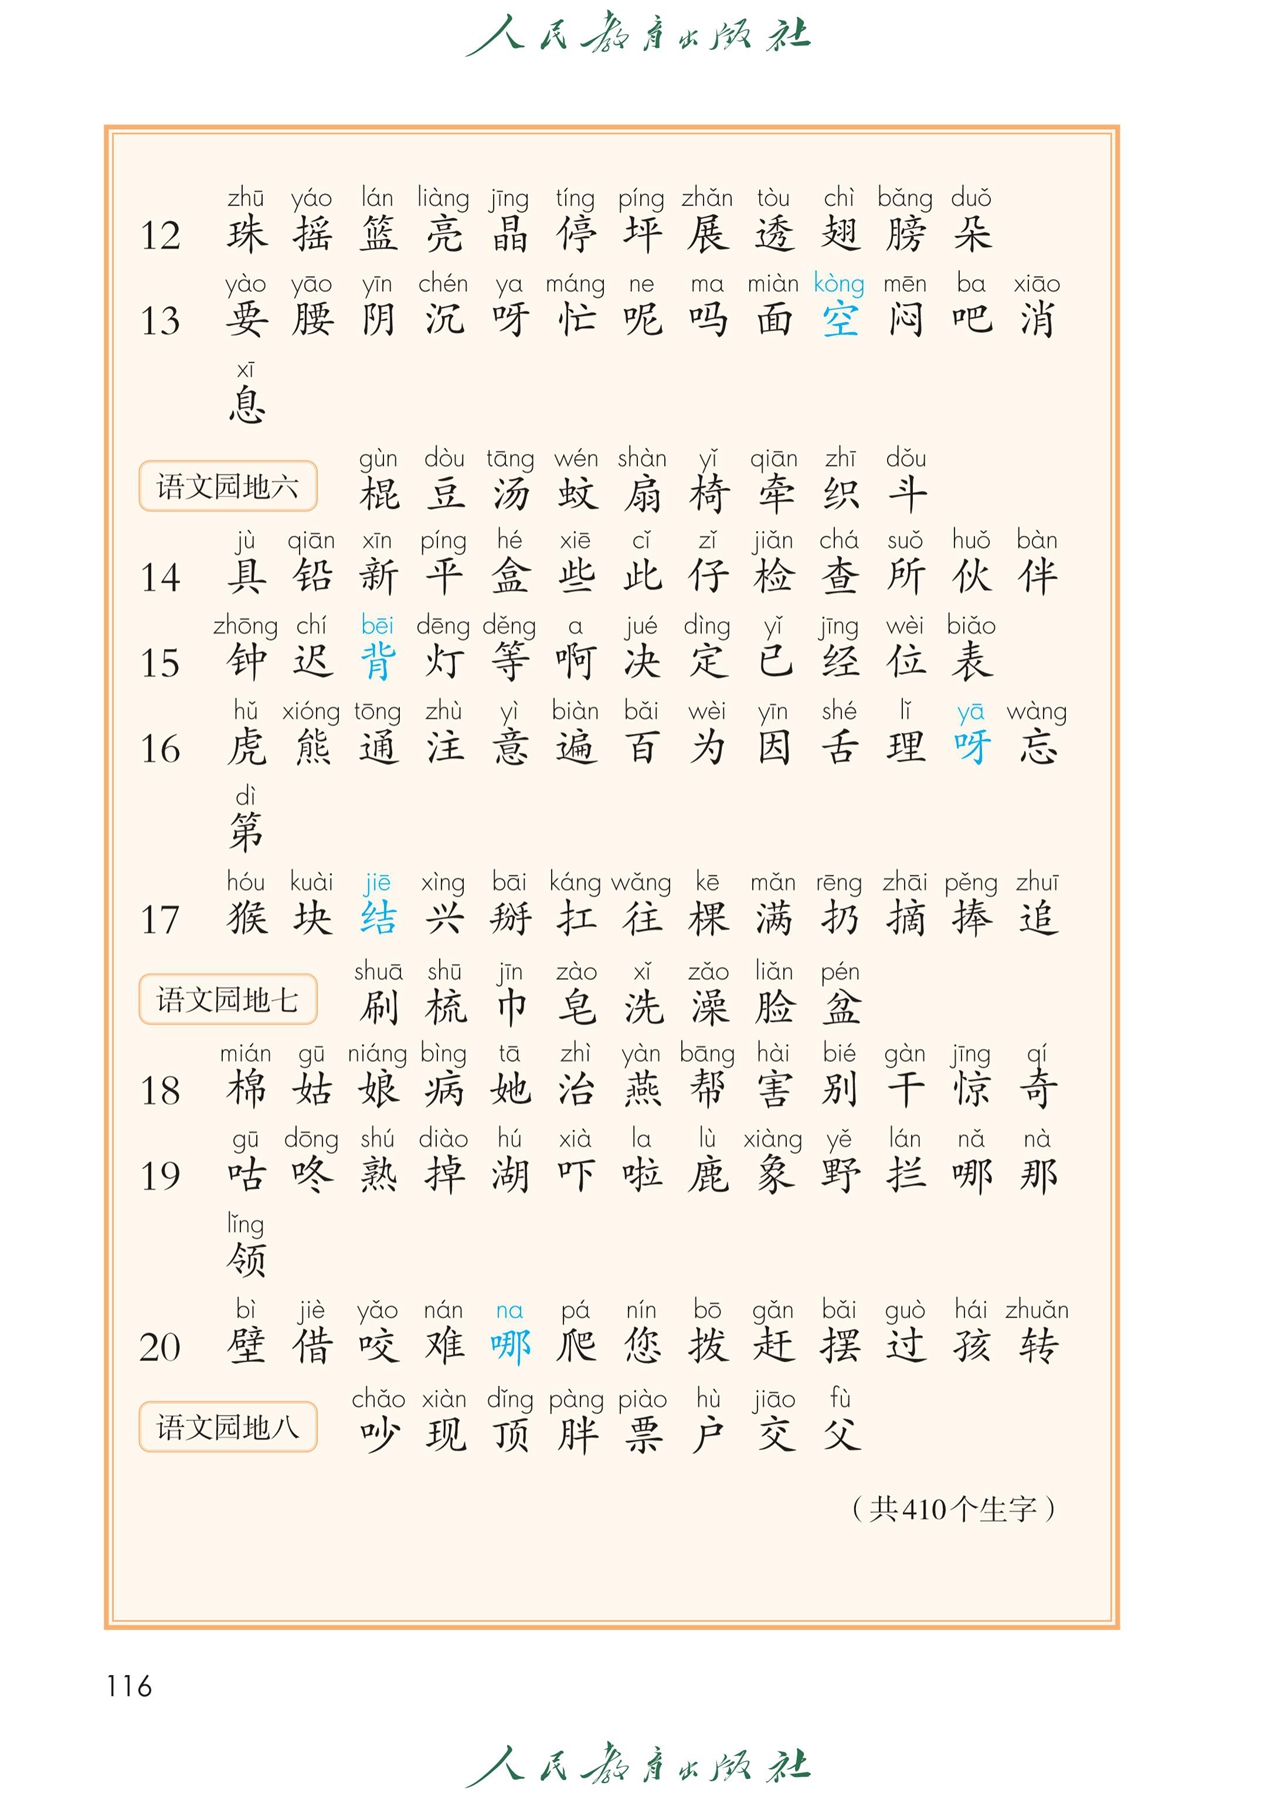 人民教育出版社
zhū yáo lán liàng jīng tíng píng zhǎn tòu chì bǎng duǒ
12 珠 摇 篮 亮 晶 停 坪 展 透 翅 膀 朵
yào yāo yīn chén ya máng ne ma miàn kòng mēn ba xiāo
13 要 腰 阴 沉 呀 忙 呢 吗 面 空 闷 吧 消
xī
息
gùn dòu tāng wén shàn yǐ qiān zhī dǒu
语文园地六 棍 豆 汤 蚊 扇 椅 牵 织 斗
jù qiān xīn píng hé xiē cǐ zǐ jiǎn chá suǒ huǒ bàn
14 具 铅 新 平 盒 些 此 仔 检 查 所 伙 伴
zhōng chí bēi dēng děng a jué dìng yǐ jīng wèi biǎo
15 钟 迟 背 灯 等 啊 决 定 已 经 位 表
hǔ xióng tōng zhù yì biàn bǎi wèi yīn shé lǐ yā wàng
16 虎 熊 通 注 意 遍 百 为 因 舌 理 呀 忘
dì
第
hóu kuài jiē xìng bāi káng wǎng kē mǎn rēng zhāi pěng zhuī
17 猴 块 结 兴 掰 扛 往 棵 满 扔 摘 捧 追
shuā shū jīn zào xǐ zǎo liǎn pén
语文园地七 刷 梳 巾 皂 洗 澡 脸 盆
mián gū niáng bìng tā zhì yàn bāng hài bié gàn jīng qí
18 棉 姑 娘 病 她 治 燕 帮 害 别 干 惊 奇
gū dōng shú diào hú xià la lù xiàng yě lán nǎ nà
19 咕 咚 熟 掉 湖 吓 啦 鹿 象 野 拦 哪 那
lǐng
领
bì jiè yǎo nán na pá nín bō gǎn bǎi guò hái zhuǎn
20 壁 借 咬 难 哪 爬 您 拨 赶 摆 过 孩 转
chǎo xiàn dǐng pàng piào hù jiāo fù
语文园地八 吵 现 顶 胖 票 户 交 父
（共410个生字）
116
人民教育出版社